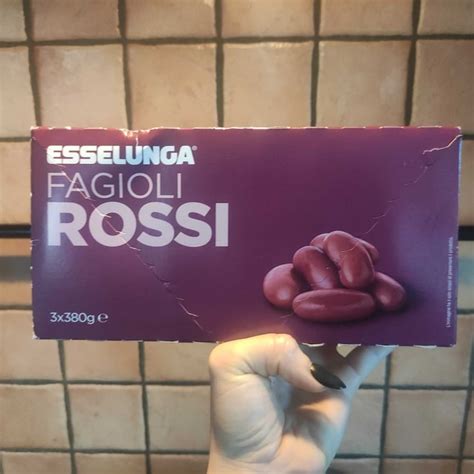 ESSELUNGA®
FAGIOLI
ROSSI
3x380g ℮